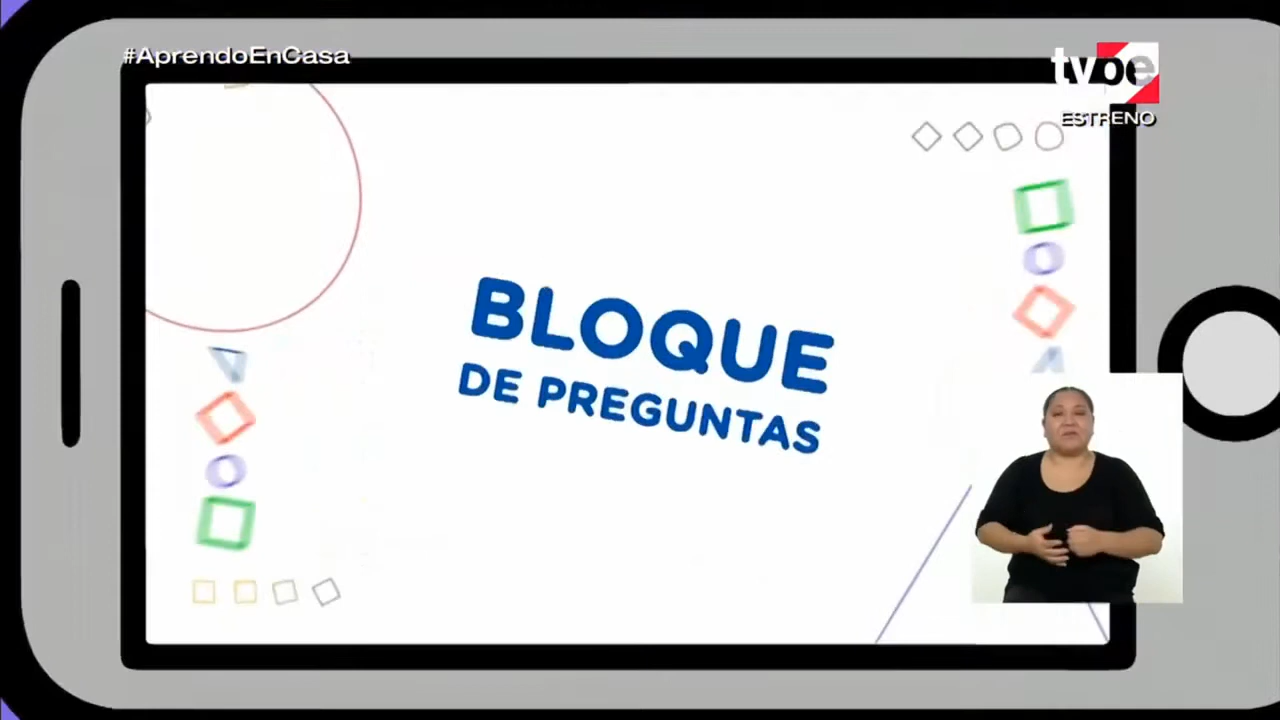 #AprendoEnCasa
tvpe
ESTRENO
BLOQUE
DE PREGUNTAS